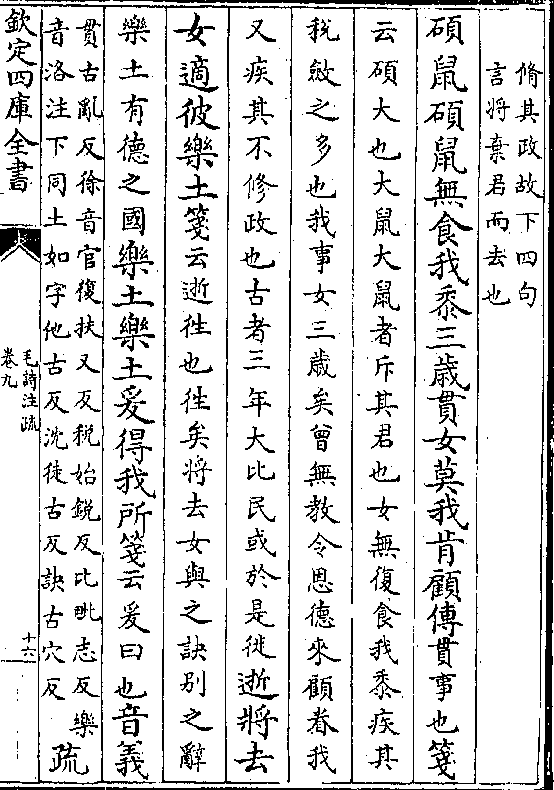 脩其政故下四句
言將棄君而去也
碩鼠碩鼠無食我黍三歳貫女莫我肯顧傳貫事也箋
云碩大也大鼠大鼠者斥其君也女無復食我黍疾其
税斂之多也我事女三歳矣曾無教令恩德來顧眷我
又疾其不修政也古者三年大比民或於是徙逝將去
女適彼樂土箋云逝徃也徃矣將去女與之訣别之辭
樂土有德之國樂土樂土爰得我所箋云爰曰也音義
貫古亂反徐音官復扶又反税始鋭反比毗志反樂
音洛注下同土如字他古反沈徒古反訣古穴反
疏
欽定四庫全書
毛詩注疏
卷九
十六